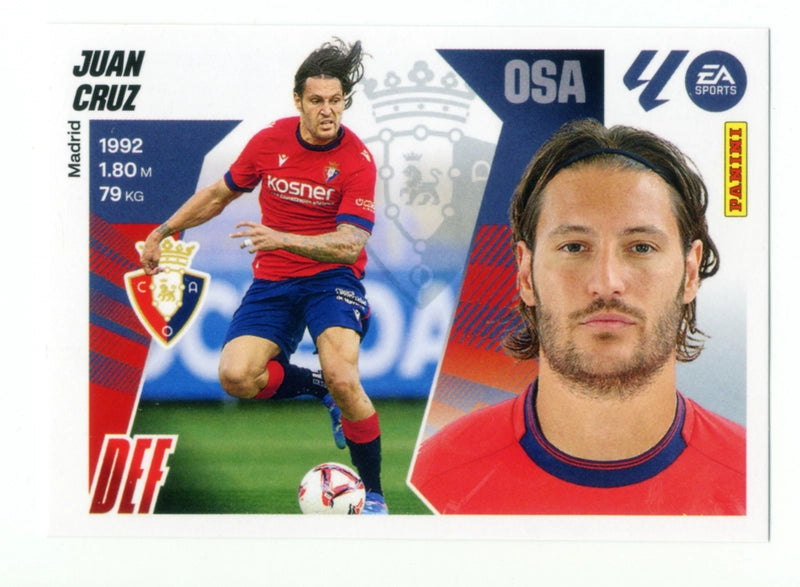 JUAN
CRUZ
Madrid
1992
1.80 M
79 KG
C A
O
DEF
Kosner
OSA
EA
SPORTS
PANINI